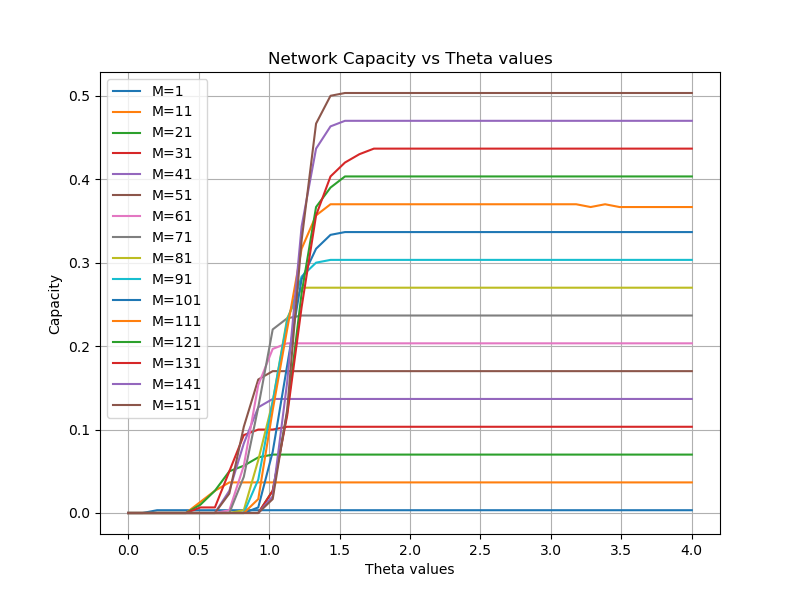 Network Capacity vs Theta values
Capacity
0.5
0.4
0.3
0.2
0.1
0.0
M=1
M=11
M=21
M=31
M=41
M=51
M=61
M=71
M=81
M=91
M=101
M=111
M=121
M=131
M=141
M=151
0.0 0.5 1.0 1.5 2.0 2.5 3.0 3.5 4.0
Theta values